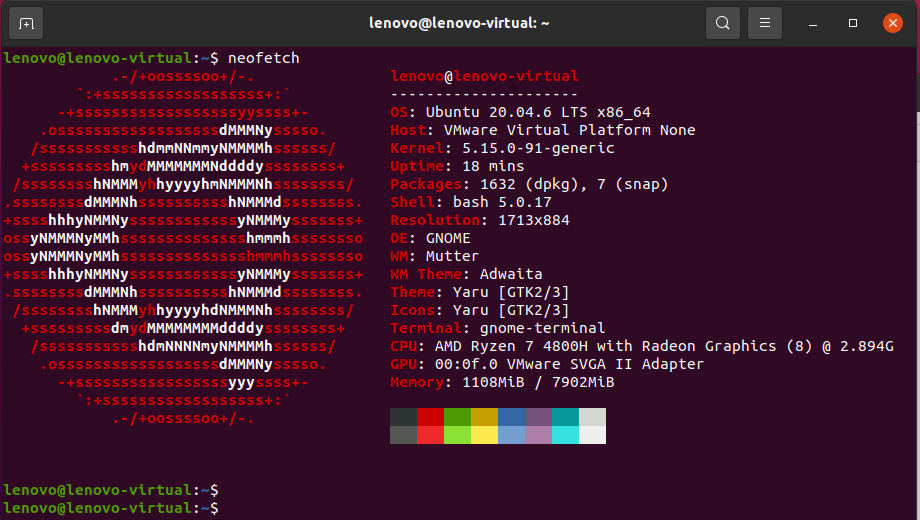 lenovo@lenovo-virtual: ~
lenovo@lenovo-virtual:~$ neofetch
.-/+oossssoo+/-.
`:+ssssssssssssssssss+:`
-+ssssssssssssssssssyyssss+-
.ossssssssssssssssssdMMMNysssso.
/ssssssssssshdmmNNmmyNMMMMhssssss/
+ssssssssshmydMMMMMMMNddddyssssssss+
/sssssssshNMMMyhhyyyyhmNMMMNhssssssss/
.ssssssssdMMMNhsssssssssshNMMMdssssssss.
+sssshhhyNMMNyssssssssssssyNMMMysssssss+
ossyNMMMNyMMhsssssssssssssshmmmhssssssso
ossyNMMMNyMMhsssssssssssssshmmmhssssssso
+sssshhhyNMMNyssssssssssssyNMMMysssssss+
.ssssssssdMMMNhsssssssssshNMMMdssssssss.
/sssssssshNMMMyhhyyyyhdNMMMNhssssssss/
+sssssssssdmydMMMMMMMMddddyssssssss+
/ssssssssssshdmNNNNmyNMMMMhssssss/
.ossssssssssssssssssdMMMNysssso.
-+sssssssssssssssssyyyssss+-
`:+ssssssssssssssssss+:`
.-/+oossssoo+/-.
lenovo@lenovo-virtual
---------------------
OS: Ubuntu 20.04.6 LTS x86_64
Host: VMware Virtual Platform None
Kernel: 5.15.0-91-generic
Uptime: 18 mins
Packages: 1632 (dpkg), 7 (snap)
Shell: bash 5.0.17
Resolution: 1713x884
DE: GNOME
WM: Mutter
WM Theme: Adwaita
Theme: Yaru [GTK2/3]
Icons: Yaru [GTK2/3]
Terminal: gnome-terminal
CPU: AMD Ryzen 7 4800H with Radeon Graphics (8) @ 2.894G
GPU: 00:0f.0 VMware SVGA II Adapter
Memory: 1108MiB / 7902MiB
lenovo@lenovo-virtual:~$
lenovo@lenovo-virtual:~$